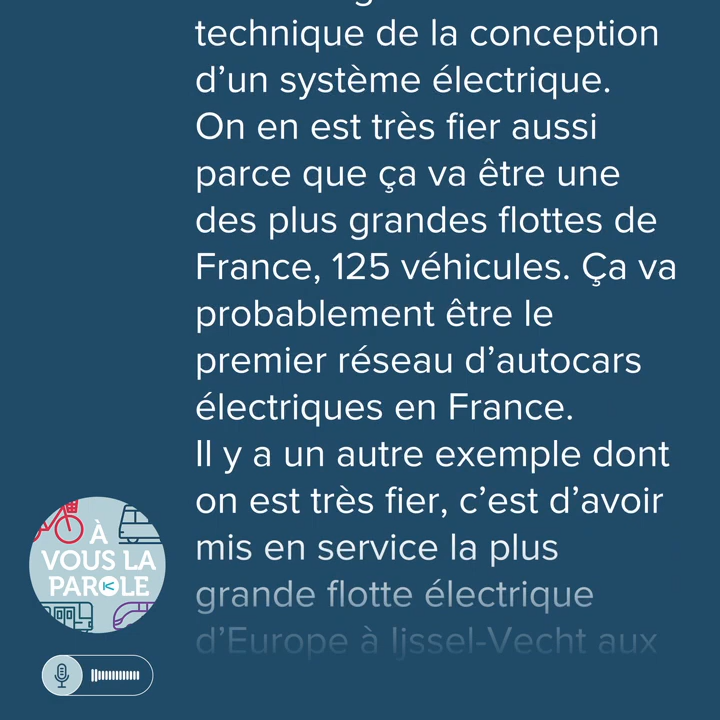 technique de la conception
d’un système électrique.
On en est très fier aussi
parce que ça va être une
des plus grandes flottes de
France, 125 véhicules. Ça va
probablement être le
premier réseau d’autocars
électriques en France.
Il y a un autre exemple dont
on est très fier, c’est d’avoir
mis en service la plus
grande flotte électrique
d’Europe à Ijssel-Vecht aux
À
VOUS LA
PAROLE